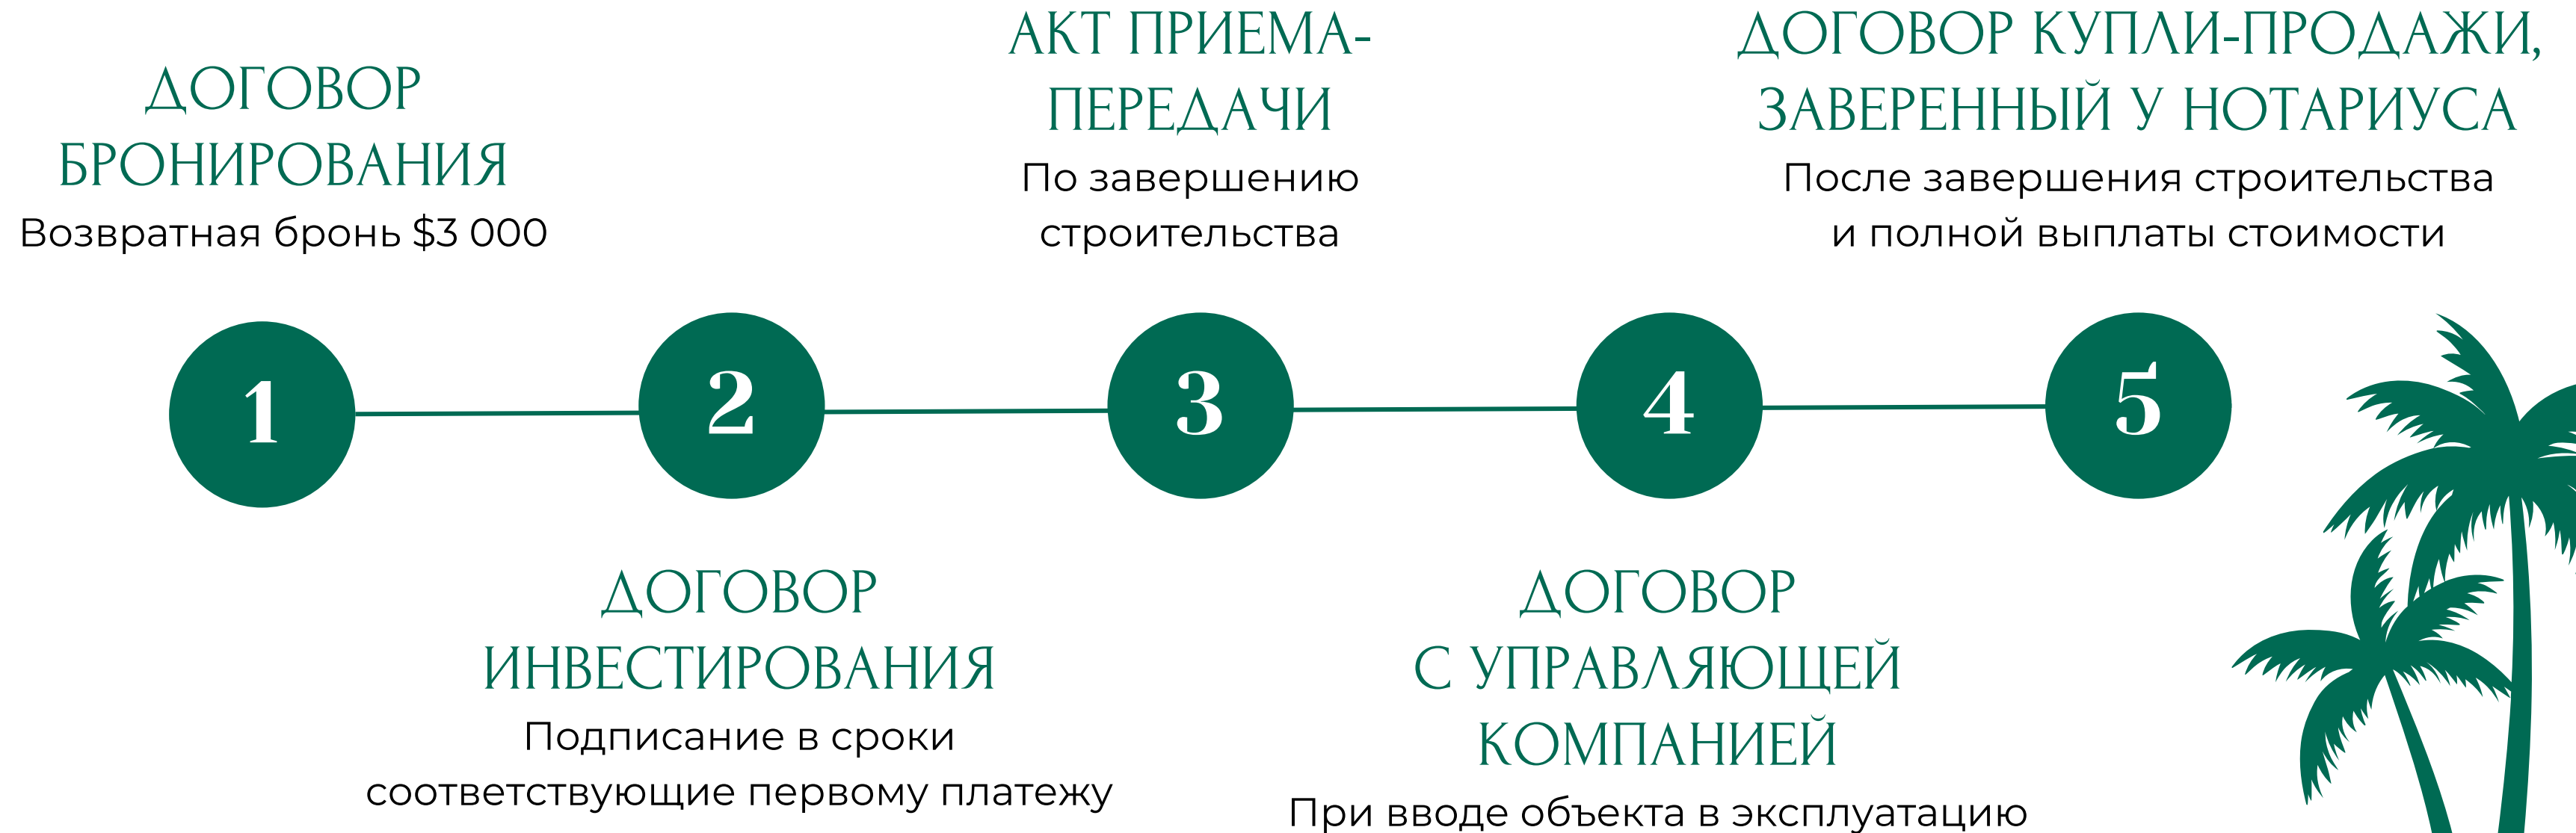 ДОГОВОР
БРОНИРОВАНИЯ
Возвратная бронь $3 000
АКТ ПРИЕМА-
ПЕРЕДАЧИ
По завершению
строительства
ДОГОВОР КУПЛИ-ПРОДАЖИ,
ЗАВЕРЕННЫЙ У НОТАРИУСА
После завершения строительства
и полной выплаты стоимости
1
2
3
4
5
ДОГОВОР
ИНВЕСТИРОВАНИЯ
Подписание в сроки
соответствующие первому платежу
ДОГОВОР
С УПРАВЛЯЮЩЕЙ
КОМПАНИЕЙ
При вводе объекта в эксплуатацию